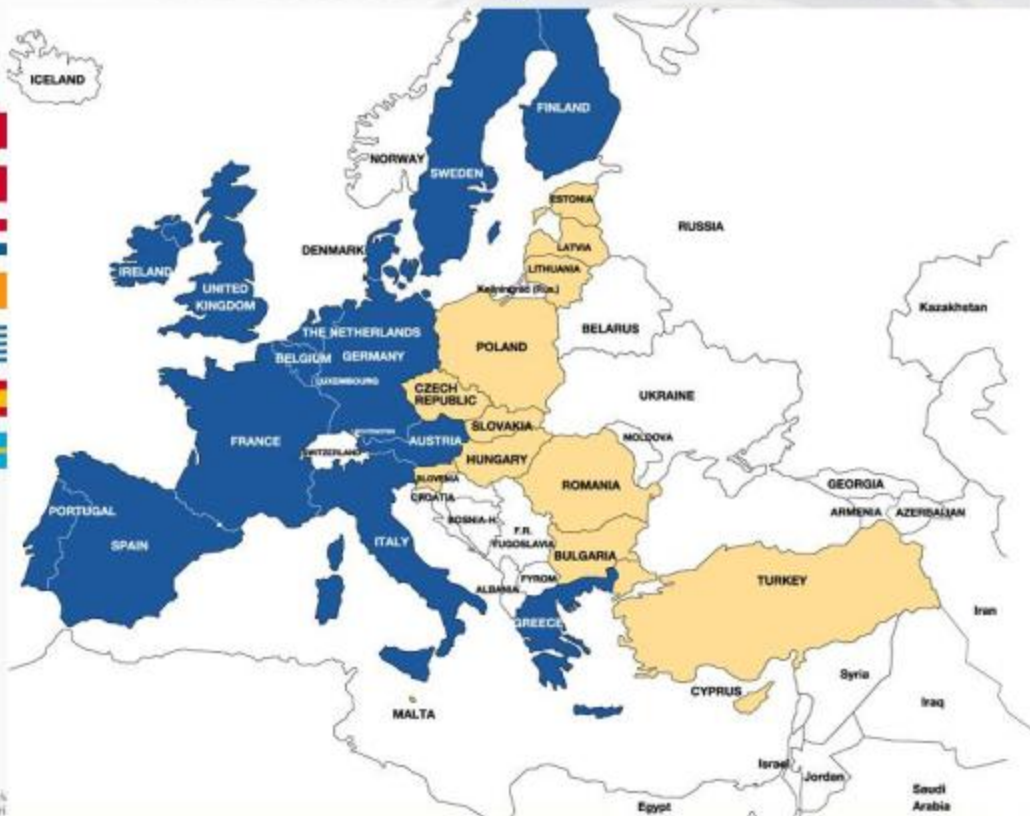 ICELAND
FINLAND
NORWAY
SWEDEN
ESTONIA
RUSSIA
DENMARK
LATVIA
IRELAND
LITHUANIA
UNITED
KINGDOM
Kaliningrad (Rus.)
Kazakhstan
THE NETHERLANDS
BELARUS
POLAND
BELGIUM
GERMANY
LUXEMBOURG
CZECH
REPUBLIC
UKRAINE
SLOVAKIA
FRANCE
AUSTRIA
MOLDOVA
SWITZERLAND
HUNGARY
SLOVENIA
ROMANIA
GEORGIA
CROATIA
PORTUGAL
ARMENIA
AZERBAIJAN
BOSNIA-H.
SPAIN
ITALY
F.R.
YUGOSLAVIA
BULGARIA
FYROM
TURKEY
ALBANIA
Iran
GREECE
Syria
CYPRUS
Iraq
MALTA
Israel
Jordan
Saudi
Arabia
Egypt